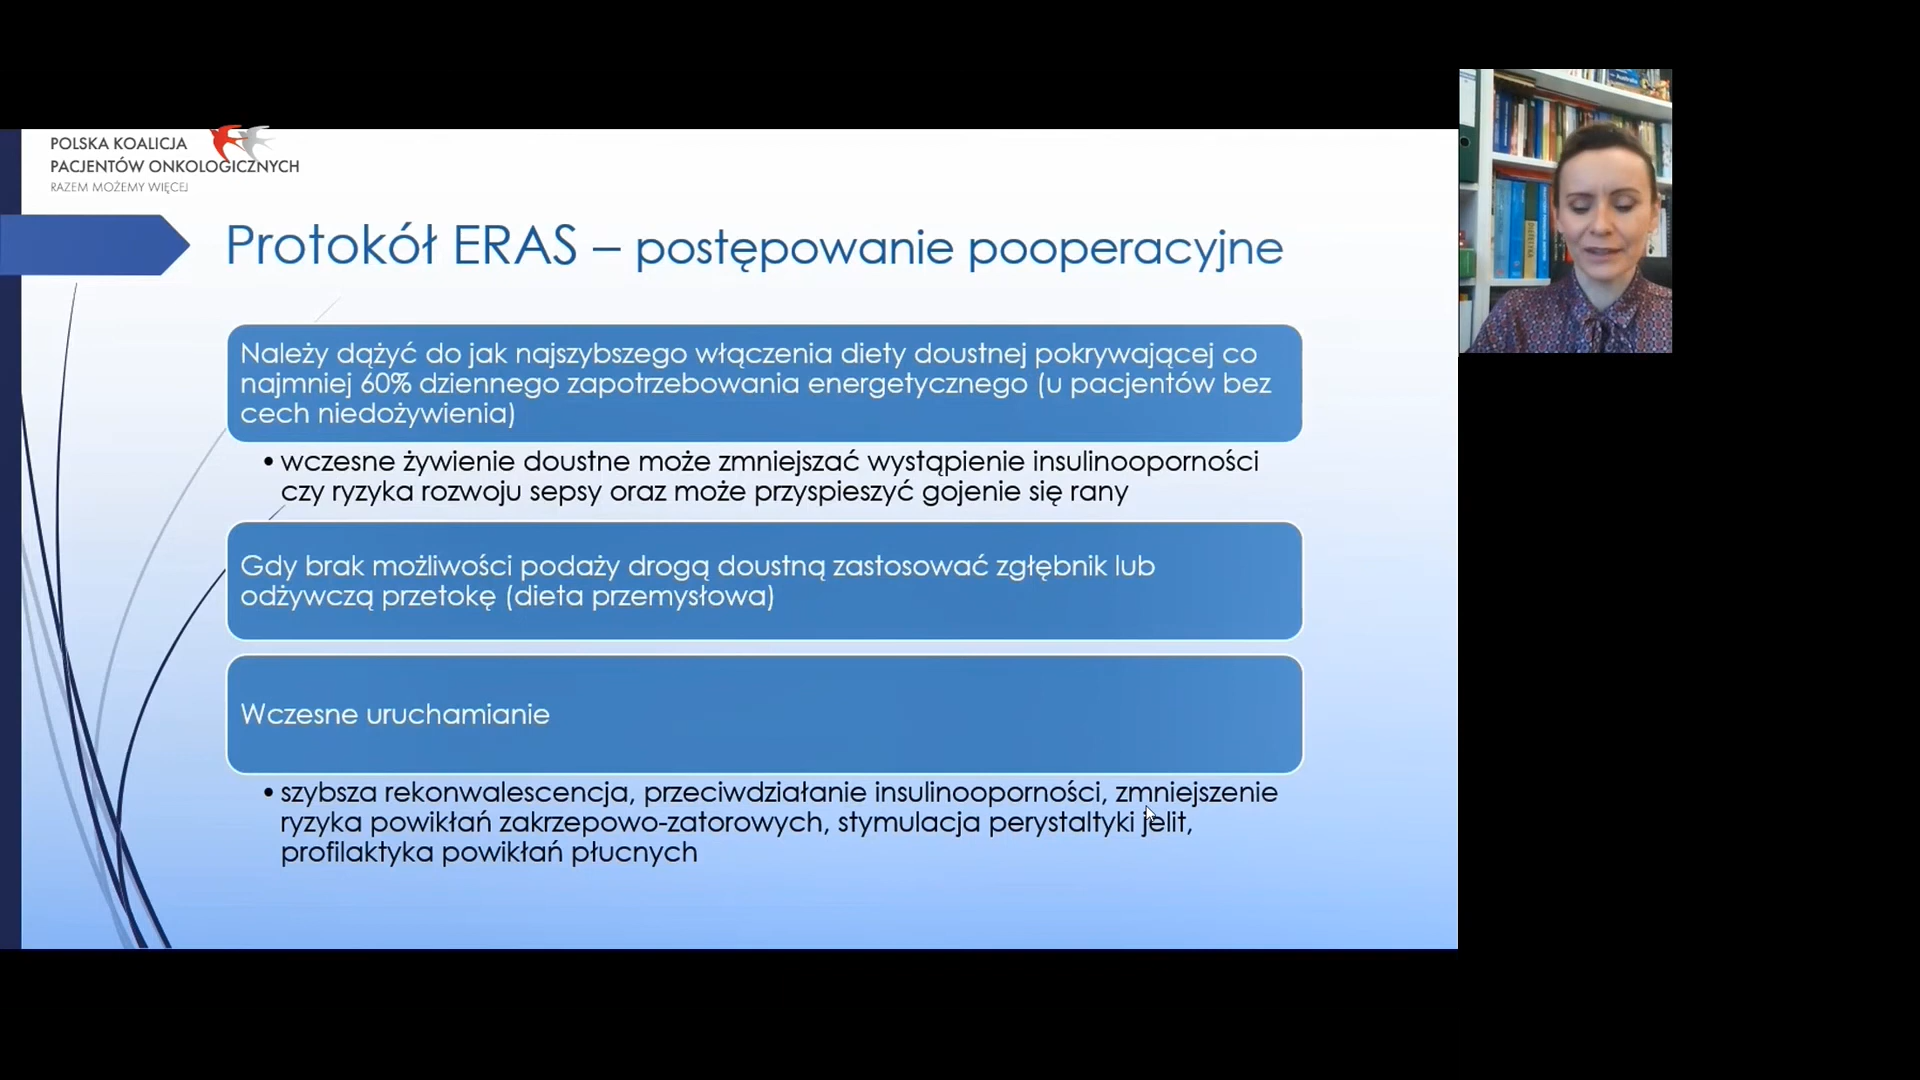 POLSKA KOALICJA
PACJENTÓW ONKOLOGICZNYCH
RAZEM MOŻEMY WIĘCEJ
Protokół ERAS – postępowanie pooperacyjne
Należy dążyć do jak najszybszego włączenia diety doustnej pokrywającej co
najmniej 60% dziennego zapotrzebowania energetycznego (u pacjentów bez
cech niedożywienia)
• wczesne żywienie doustne może zmniejszać wystąpienie insulinooporności
czy ryzyka rozwoju sepsy oraz może przyspieszyć gojenie się rany
Gdy brak możliwości podaży drogą doustną zastosować zgłębnik lub
odżywczą przetokę (dieta przemysłowa)
Wczesne uruchamianie
• szybsza rekonwalescencja, przeciwdziałanie insulinooporności, zmniejszenie
ryzyka powikłań zakrzepowo-zatorowych, stymulacja perystaltyki jelit,
profilaktyka powikłań płucnych